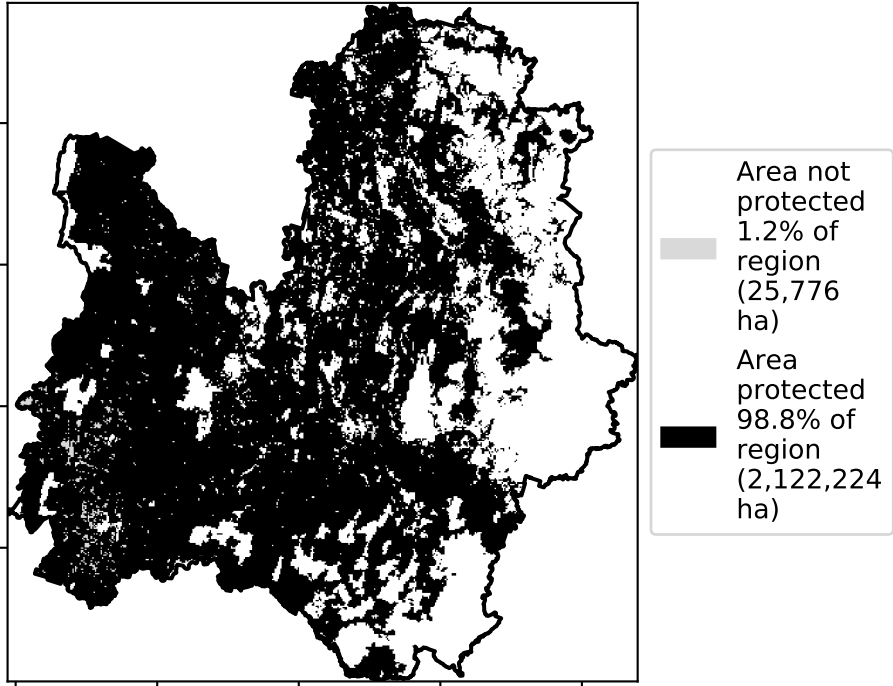 Area not
protected
1.2% of
region
(25,776
ha)
Area
protected
98.8% of
region
(2,122,224
ha)